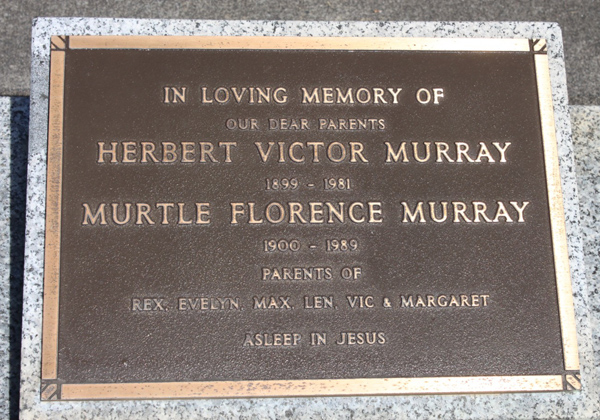 IN LOVING MEMORY OF
OUR DEAR PARENTS
HERBERT VICTOR MURRAY
1899 - 1981
MURTLE FLORENCE MURRAY
1900 - 1989
PARENTS OF
REX, EVELYN, MAX, LEN, VIC & MARGARET
ASLEEP IN JESUS